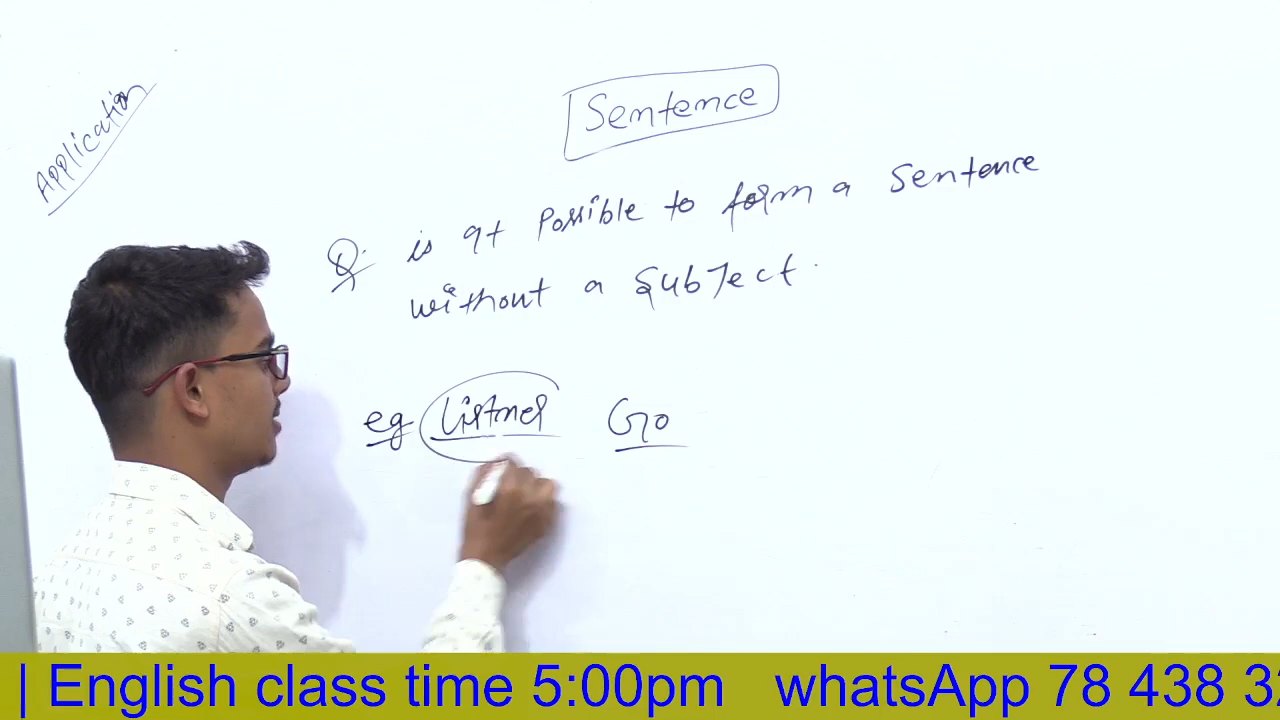 Application
Sentence
Q. is it Possible to form a Sentence
without a Subject.
eg Listner Go
| English class time 5:00pm whatsApp 78 438 32